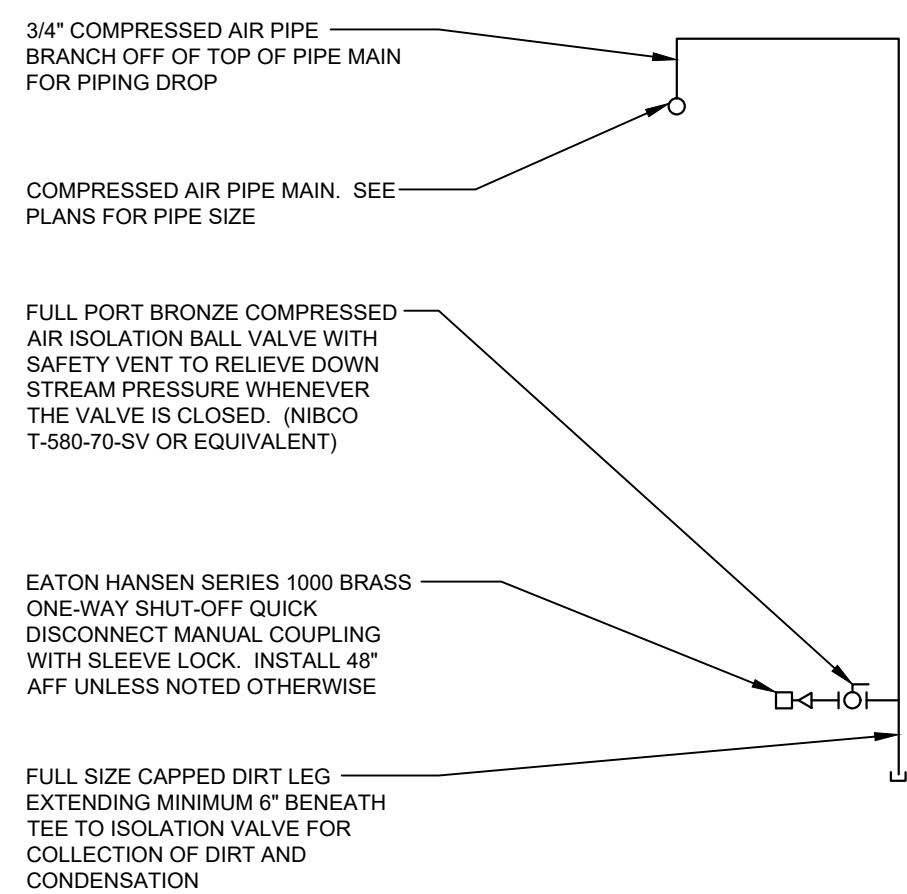 3/4" COMPRESSED AIR PIPE
BRANCH OFF OF TOP OF PIPE MAIN
FOR PIPING DROP
COMPRESSED AIR PIPE MAIN. SEE
PLANS FOR PIPE SIZE
FULL PORT BRONZE COMPRESSED
AIR ISOLATION BALL VALVE WITH
SAFETY VENT TO RELIEVE DOWN
STREAM PRESSURE WHENEVER
THE VALVE IS CLOSED. (NIBCO
T-580-70-SV OR EQUIVALENT)
EATON HANSEN SERIES 1000 BRASS
ONE-WAY SHUT-OFF QUICK
DISCONNECT MANUAL COUPLING
WITH SLEEVE LOCK. INSTALL 48"
AFF UNLESS NOTED OTHERWISE
FULL SIZE CAPPED DIRT LEG
EXTENDING MINIMUM 6" BENEATH
TEE TO ISOLATION VALVE FOR
COLLECTION OF DIRT AND
CONDENSATION